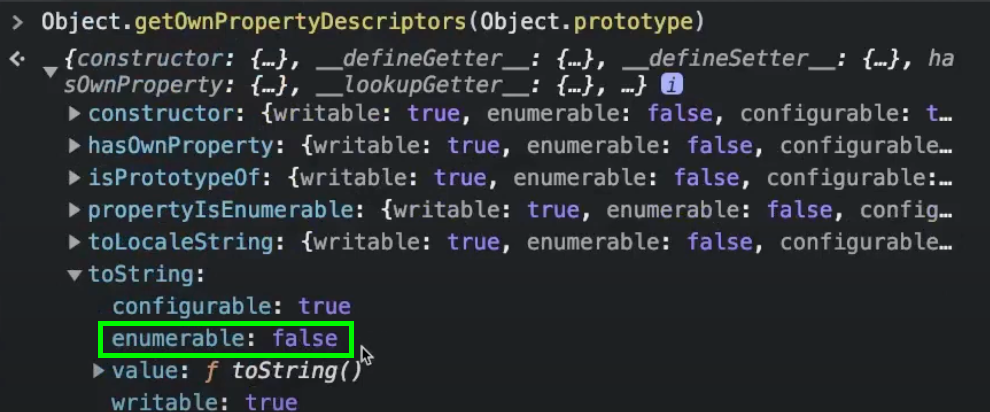 > Object.getOwnPropertyDescriptors(Object.prototype)
{constructor: {…}, __defineGetter__: {…}, __defineSetter__: {…}, ha
sOwnProperty: {…}, __lookupGetter__: {…}, …} i
constructor: {writable: true, enumerable: false, configurable: t…
hasOwnProperty: {writable: true, enumerable: false, configurable…
isPrototypeOf: {writable: true, enumerable: false, configurable:…
propertyIsEnumerable: {writable: true, enumerable: false, config…
toLocaleString: {writable: true, enumerable: false, configurable…
toString:
configurable: true
enumerable: false
value: ƒ toString()
writable: true